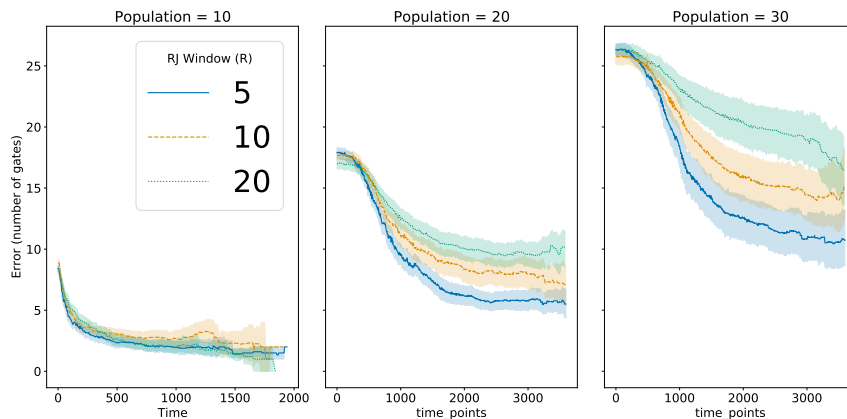 Population = 10
Population = 20
Population = 30
RJ Window (R)
5
10
20
Error (number of gates)
25
20
15
10
5
0
0 500 1000 1500 2000
0 1000 2000 3000
0 1000 2000 3000
Time
time_points
time_points